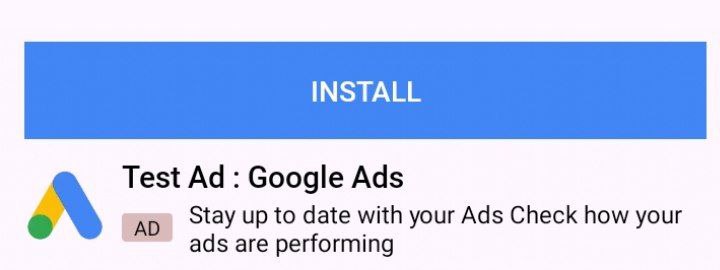 INSTALL
Test Ad : Google Ads
AD
Stay up to date with your Ads Check how your
ads are performing